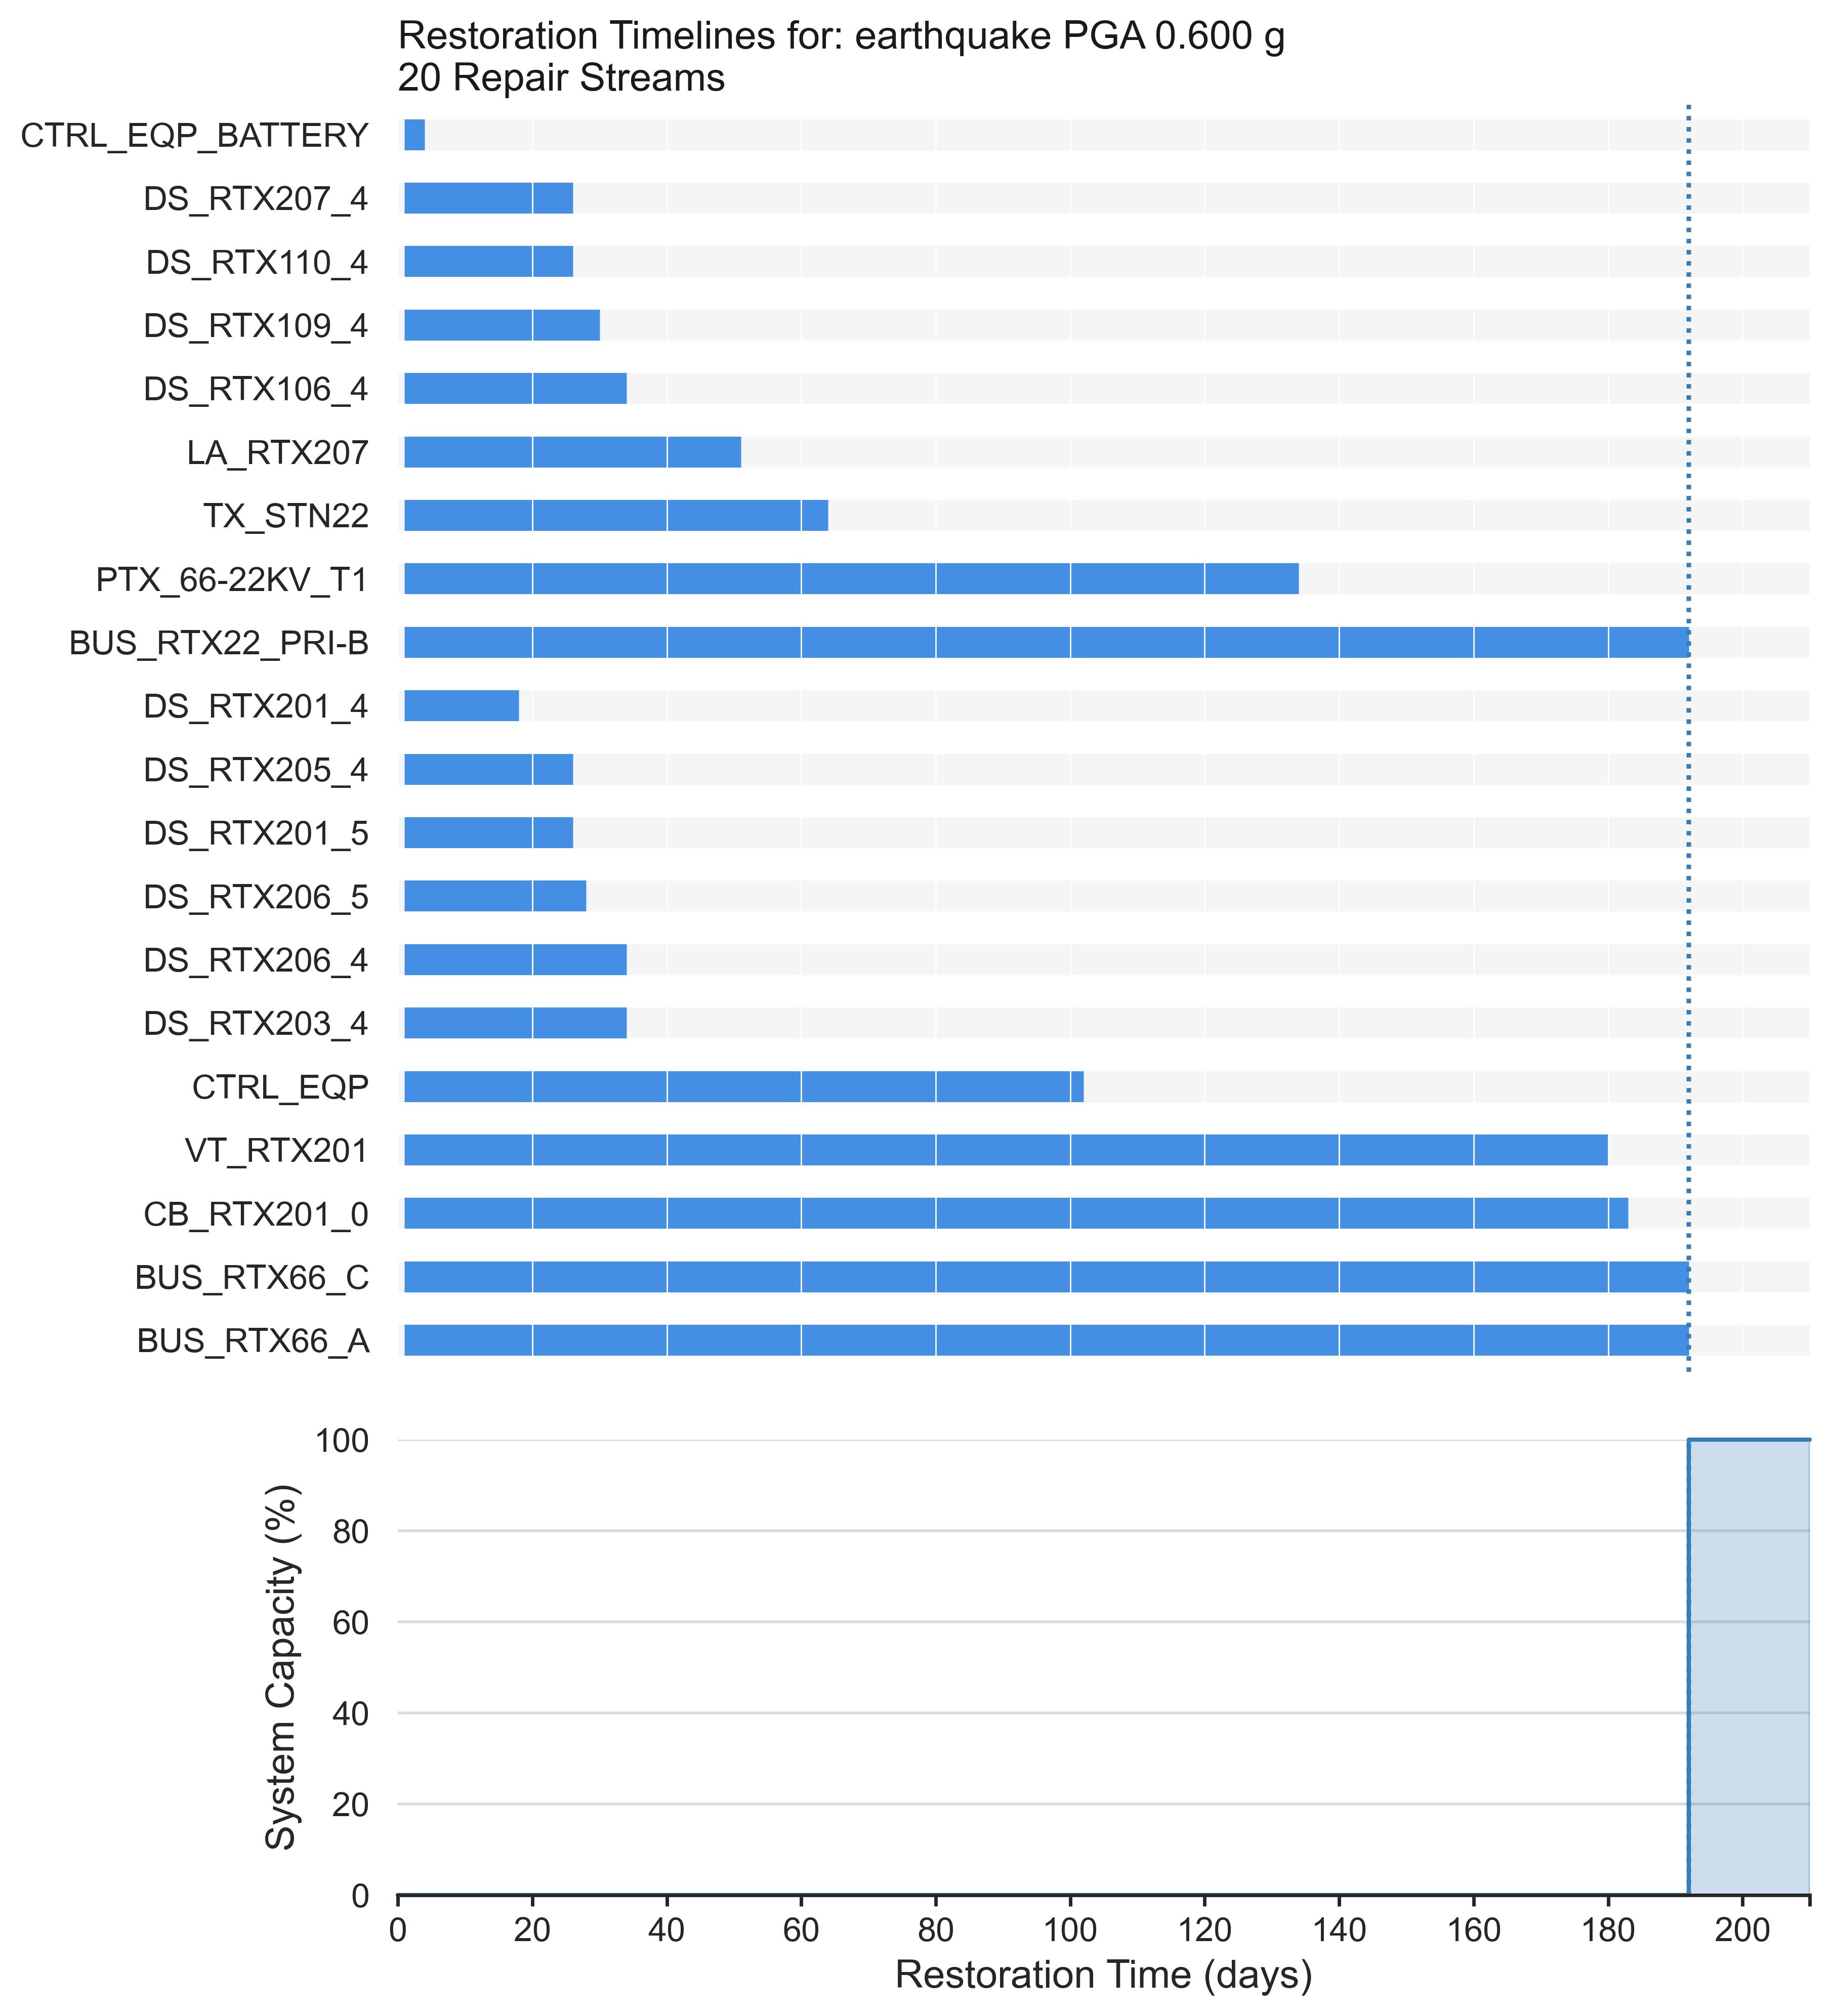 Restoration Timelines for: earthquake PGA 0.600 g
20 Repair Streams
CTRL_EQP_BATTERY
DS_RTX207_4
DS_RTX110_4
DS_RTX109_4
DS_RTX106_4
LA_RTX207
TX_STN22
PTX_66-22KV_T1
BUS_RTX22_PRI-B
DS_RTX201_4
DS_RTX205_4
DS_RTX201_5
DS_RTX206_5
DS_RTX206_4
DS_RTX203_4
CTRL_EQP
VT_RTX201
CB_RTX201_0
BUS_RTX66_C
BUS_RTX66_A
System Capacity (%)
100
80
60
40
20
0
0 20 40 60 80 100 120 140 160 180 200
Restoration Time (days)